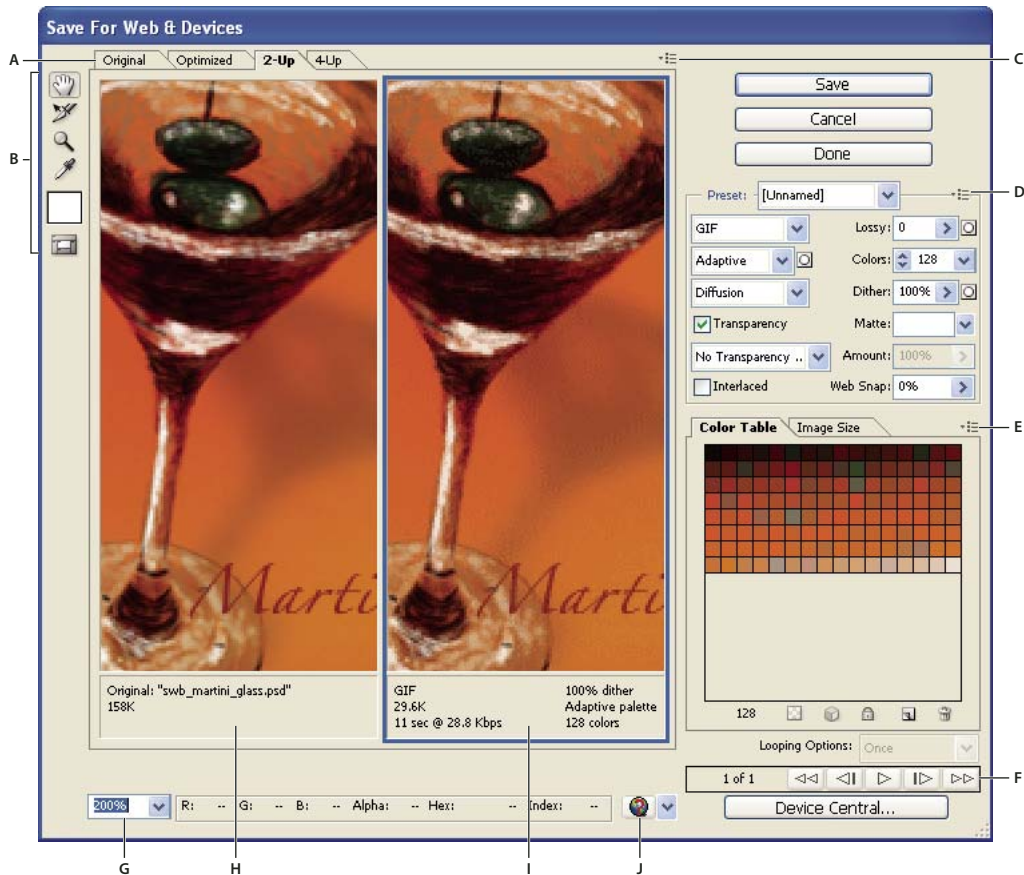 Save For Web & Devices
A
Original Optimized 2-Up 4-Up
C
B
Save
Cancel
Done
D
Preset: [Unnamed]
GIF Lossy: 0
Adaptive Colors: 128
Diffusion Dither: 100%
Transparency Matte:
No Transparency .. Amount: 100%
Interlaced Web Snap: 0%
E
Color Table Image Size
Marti
Marti
Original: "swb_martini_glass.psd"
158K
GIF 100% dither
29.6K Adaptive palette
11 sec @ 28.8 Kbps 128 colors
128
Looping Options: Once
1 of 1
F
200% R: -- G: -- B: -- Alpha: -- Hex: -- Index: --
Device Central...
G H I J